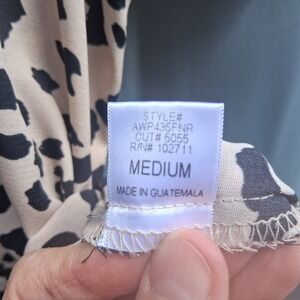 STYLE#
AWP435FNR
CUT# 5055
R/N# 102711
MEDIUM
MADE IN GUATEMALA